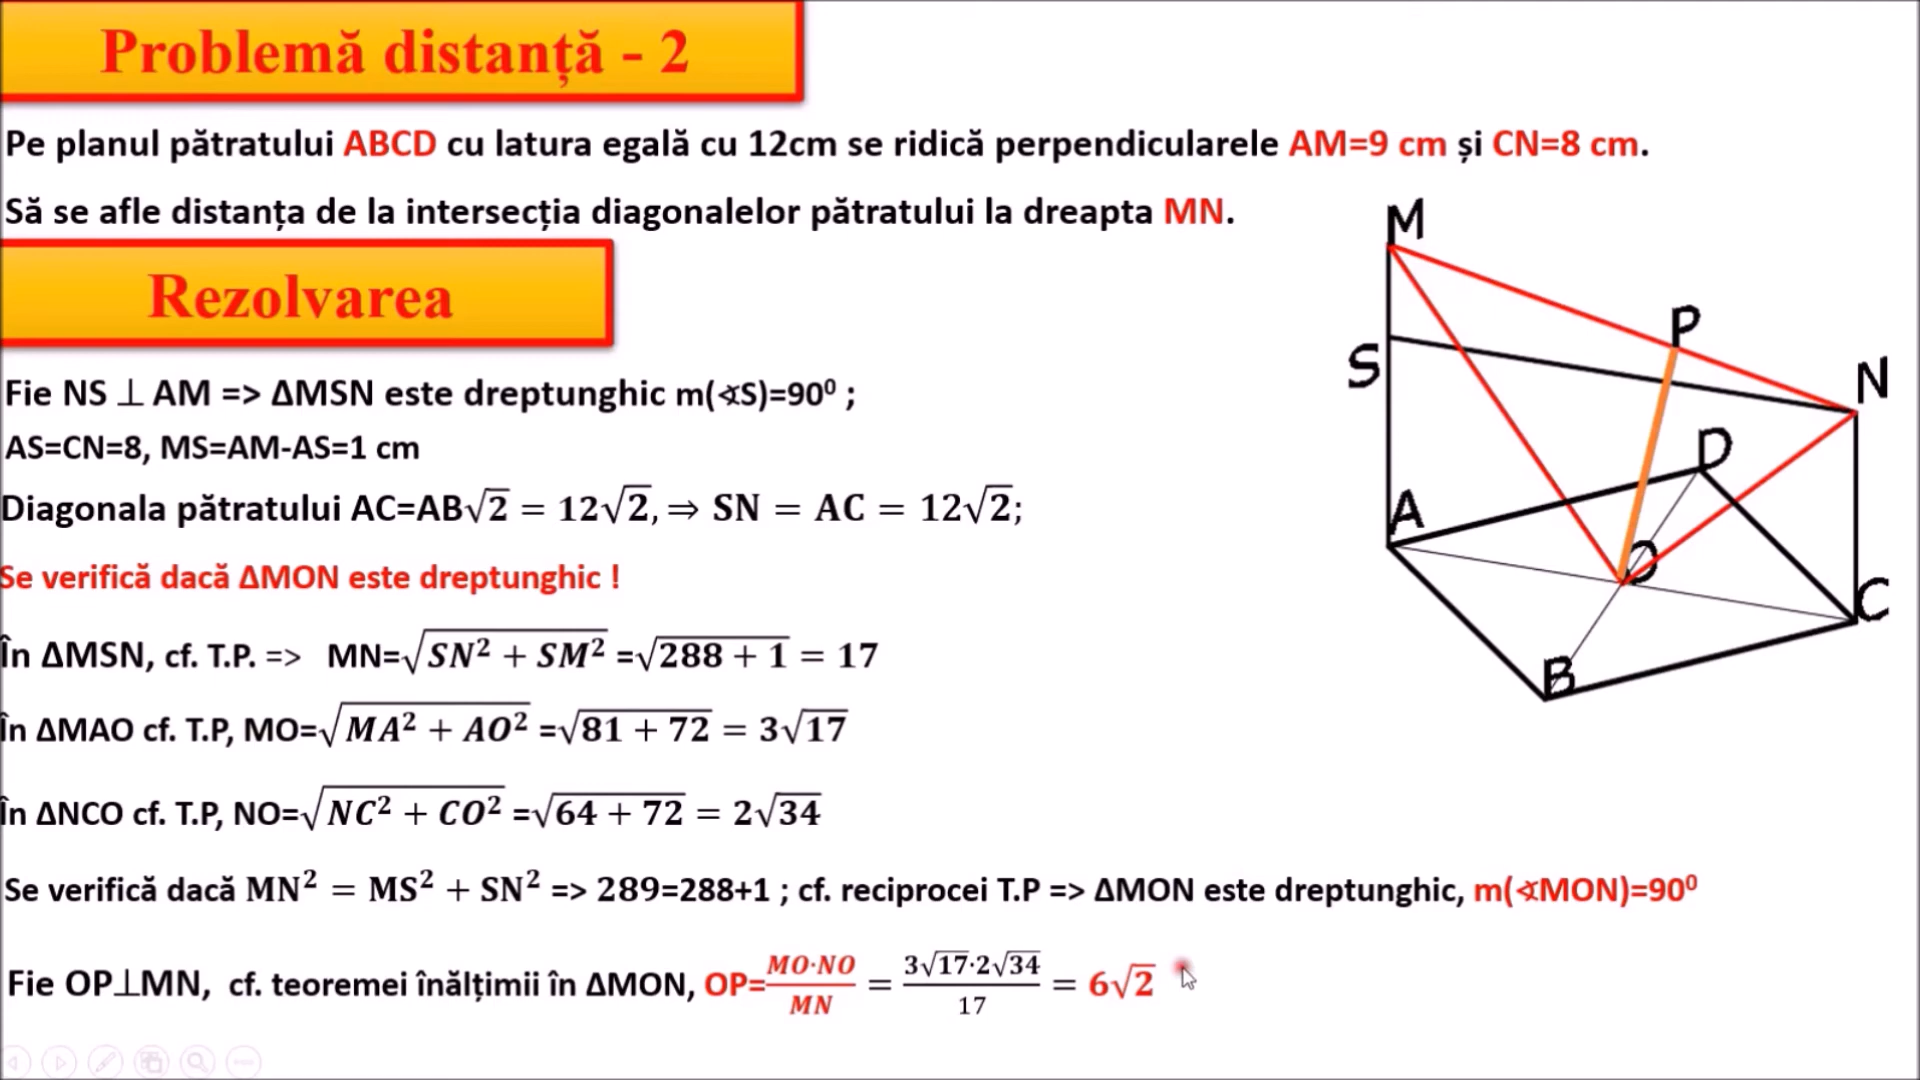 Problemă distanță - 2
Pe planul pătratului ABCD cu latura egală cu 12cm se ridică perpendicularele AM=9 cm și CN=8 cm.
Să se afle distanța de la intersecția diagonalelor pătratului la dreapta MN.
Rezolvarea
Fie NS ⊥ AM => ΔMSN este dreptunghic m(∢S)=90⁰ ;
AS=CN=8, MS=AM-AS=1 cm
Diagonala pătratului AC=AB√2 = 12√2, ⇒ SN = AC = 12√2;
Se verifică dacă ΔMON este dreptunghic !
În ΔMSN, cf. T.P. => MN=√(SN² + SM²) =√(288 + 1) = 17
În ΔMAO cf. T.P, MO=√(MA² + AO²) =√(81 + 72) = 3√17
În ΔNCO cf. T.P, NO=√(NC² + CO²) =√(64 + 72) = 2√34
Se verifică dacă MN² = MS² + SN² => 289=288+1 ; cf. reciprocei T.P => ΔMON este dreptunghic, m(∢MON)=90⁰
Fie OP⊥MN, cf. teoremei înălțimii în ΔMON, OP= MO·NO/MN = 3√17·2√34/17 = 6√2
M
P
S
N
D
A
O
C
B